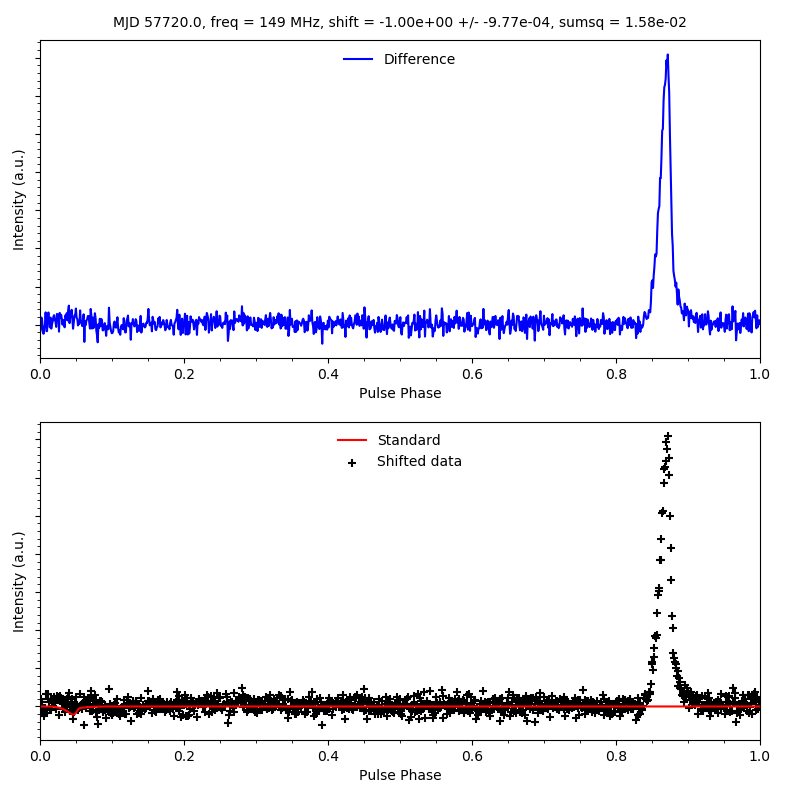 MJD 57720.0, freq = 149 MHz, shift = -1.00e+00 +/- -9.77e-04, sumsq = 1.58e-02
Difference
Intensity (a.u.)
0.0 0.2 0.4 0.6 0.8 1.0
Pulse Phase
Standard
Shifted data
Intensity (a.u.)
0.0 0.2 0.4 0.6 0.8 1.0
Pulse Phase